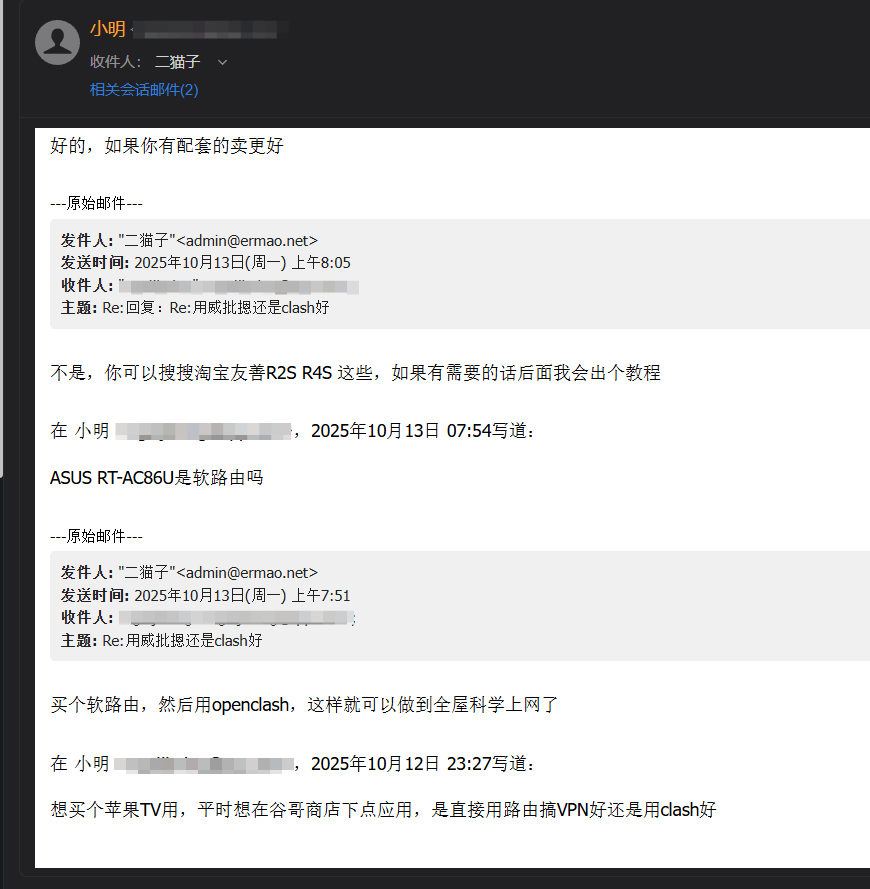 小明
收件人： 二猫子
相关会话邮件(2)
好的，如果你有配套的卖更好
---原始邮件---
发件人: "二猫子"<admin@ermao.net>
发送时间: 2025年10月13日(周一) 上午8:05
收件人:
主题: Re:回复：Re:用威批摁还是clash好
不是，你可以搜搜淘宝友善R2S R4S 这些，如果有需要的话后面我会出个教程
在 小明 ，2025年10月13日 07:54写道：
ASUS RT-AC86U是软路由吗
---原始邮件---
发件人: "二猫子"<admin@ermao.net>
发送时间: 2025年10月13日(周一) 上午7:51
收件人:
主题: Re:用威批摁还是clash好
买个软路由，然后用openclash，这样就可以做到全屋科学上网了
在 小明 ，2025年10月12日 23:27写道：
想买个苹果TV用，平时想在谷哥商店下点应用，是直接用路由搞VPN好还是用clash好